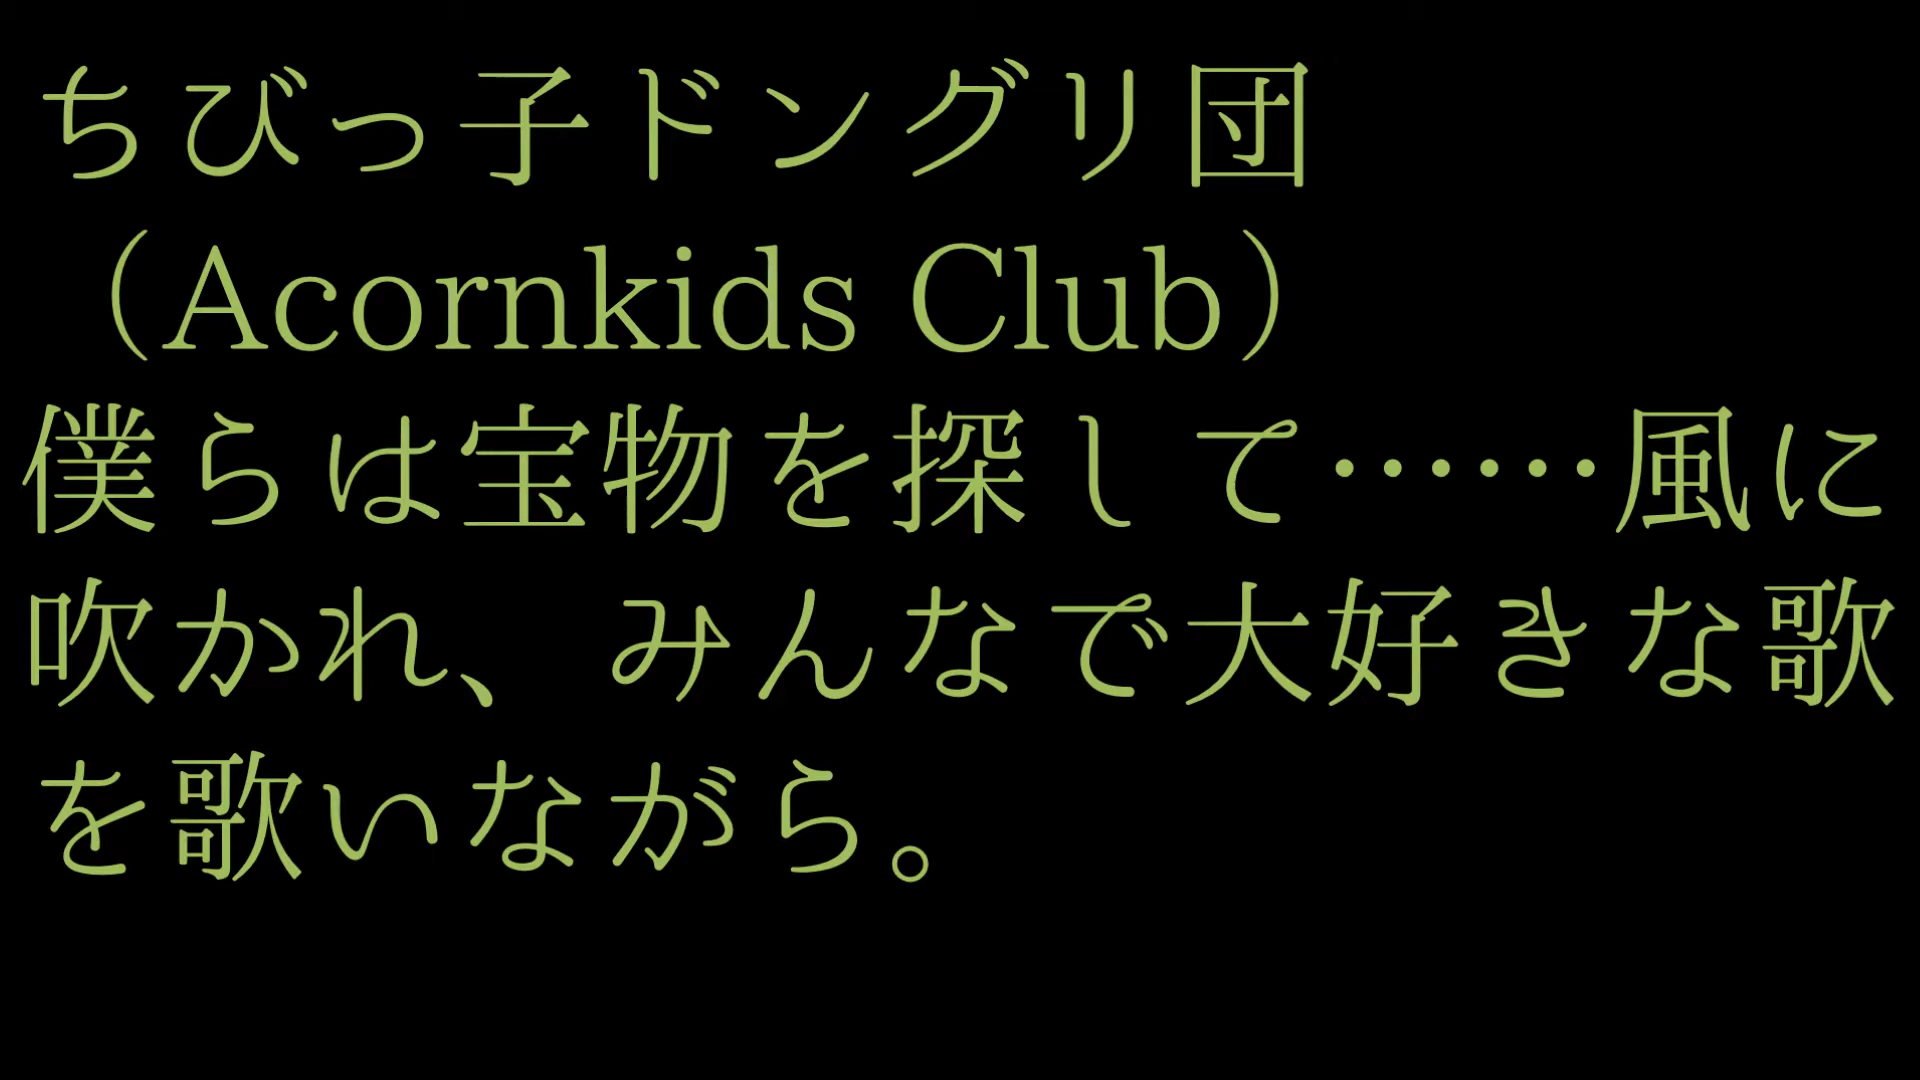 ちびっ子ドングリ団
（Acornkids Club）
僕らは宝物を探して……風に
吹かれ、みんなで大好きな歌
を歌いながら。